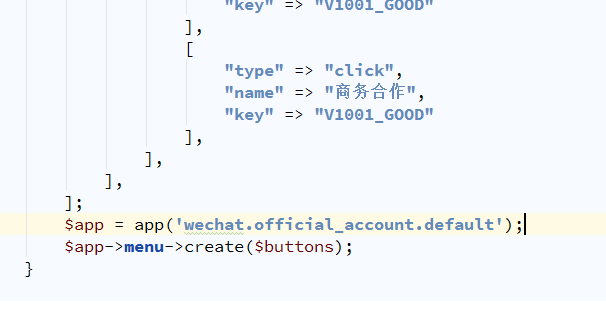 "key" => "V1001_GOOD"
],
[
"type" => "click",
"name" => "商务合作",
"key" => "V1001_GOOD"
],
],
],
];
$app = app('wechat.official_account.default');
$app->menu->create($buttons);
}